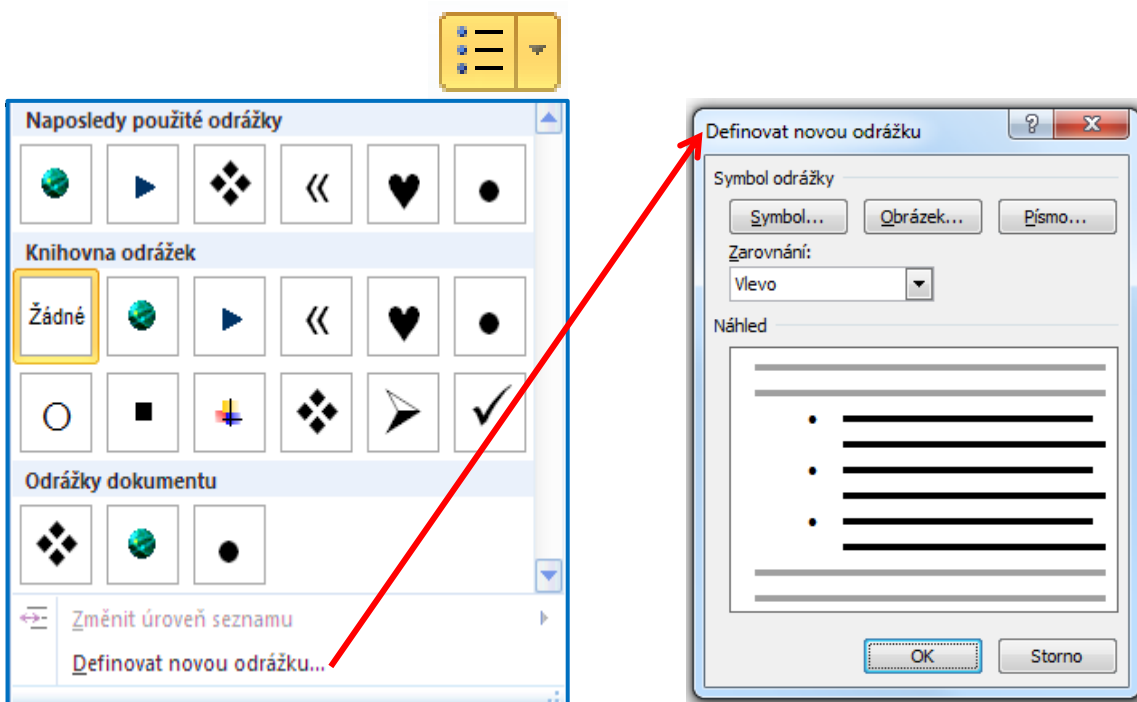 Naposledy použité odrážky
Knihovna odrážek
Žádné
Odrážky dokumentu
Změnit úroveň seznamu
Definovat novou odrážku...
Definovat novou odrážku
Symbol odrážky
Symbol...
Obrázek...
Písmo...
Zarovnání:
Vlevo
Náhled
OK
Storno